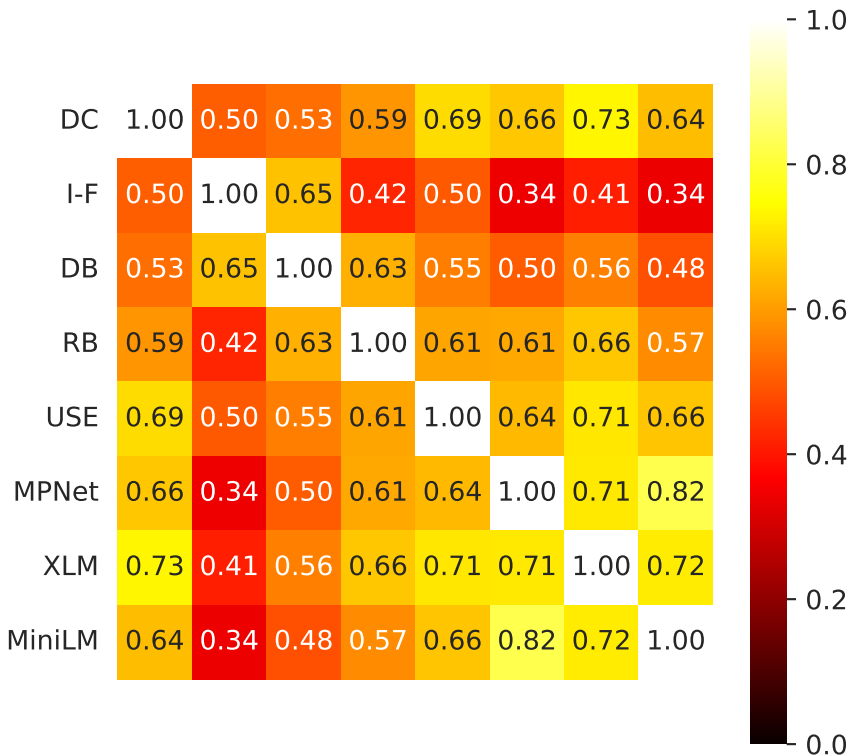 1.0
DC 1.00 0.50 0.53 0.59 0.69 0.66 0.73 0.64
0.8
I-F 0.50 1.00 0.65 0.42 0.50 0.34 0.41 0.34
DB 0.53 0.65 1.00 0.63 0.55 0.50 0.56 0.48
0.6
RB 0.59 0.42 0.63 1.00 0.61 0.61 0.66 0.57
USE 0.69 0.50 0.55 0.61 1.00 0.64 0.71 0.66
0.4
MPNet 0.66 0.34 0.50 0.61 0.64 1.00 0.71 0.82
XLM 0.73 0.41 0.56 0.66 0.71 0.71 1.00 0.72
0.2
MiniLM 0.64 0.34 0.48 0.57 0.66 0.82 0.72 1.00
0.0